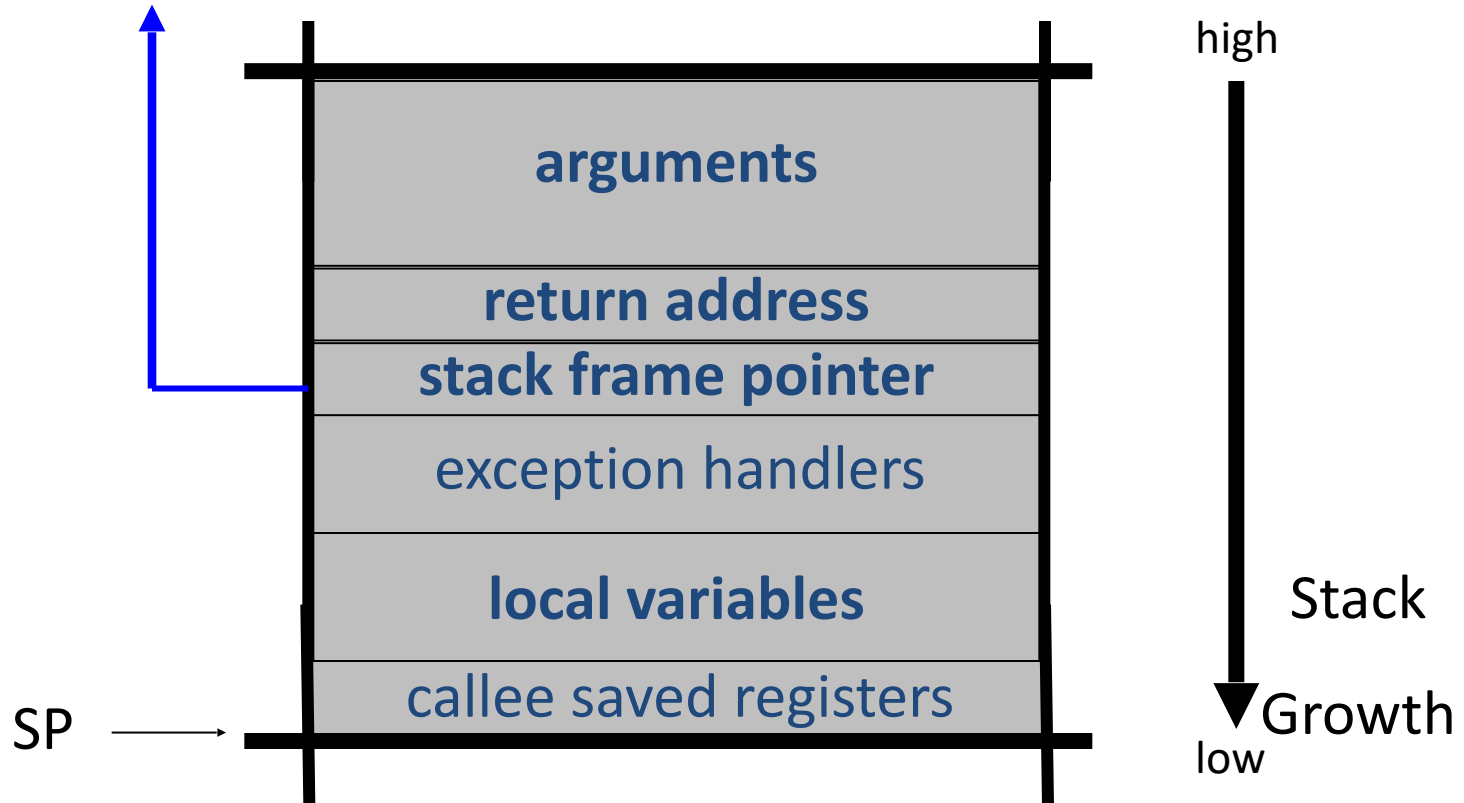 high
arguments
return address
stack frame pointer
exception handlers
local variables
Stack
callee saved registers
SP
Growth
low